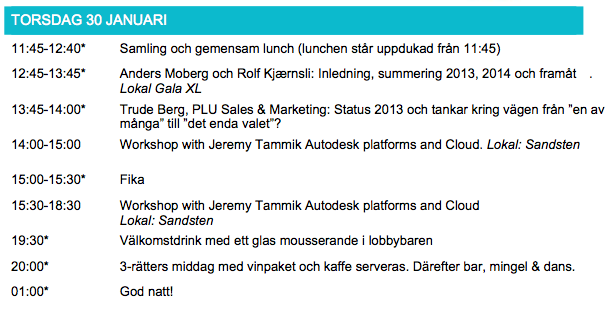 TORSDAG 30 JANUARI
11:45-12:40* Samling och gemensam lunch (lunchen står uppdukad från 11:45)
12:45-13:45* Anders Moberg och Rolf Kjærnsli: Inledning, summering 2013, 2014 och framåt .
Lokal Gala XL
13:45-14:00* Trude Berg, PLU Sales & Marketing: Status 2013 och tankar kring vägen från "en av
många" till "det enda valet"?
14:00-15:00 Workshop with Jeremy Tammik Autodesk platforms and Cloud. Lokal: Sandsten
15:00-15:30* Fika
15:30-18:30 Workshop with Jeremy Tammik Autodesk platforms and Cloud
Lokal: Sandsten
19:30* Välkomstdrink med ett glas mousserande i lobbybaren
20:00* 3-rätters middag med vinpaket och kaffe serveras. Därefter bar, mingel & dans.
01:00* God natt!